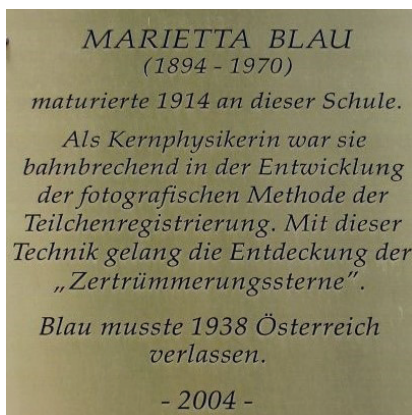 MARIETTA BLAU
(1894 - 1970)
maturierte 1914 an dieser Schule.
Als Kernphysikerin war sie
bahnbrechend in der Entwicklung
der fotografischen Methode der
Teilchenregistrierung. Mit dieser
Technik gelang die Entdeckung der
„Zertrümmerungssterne”.
Blau musste 1938 Österreich
verlassen.
- 2004 -